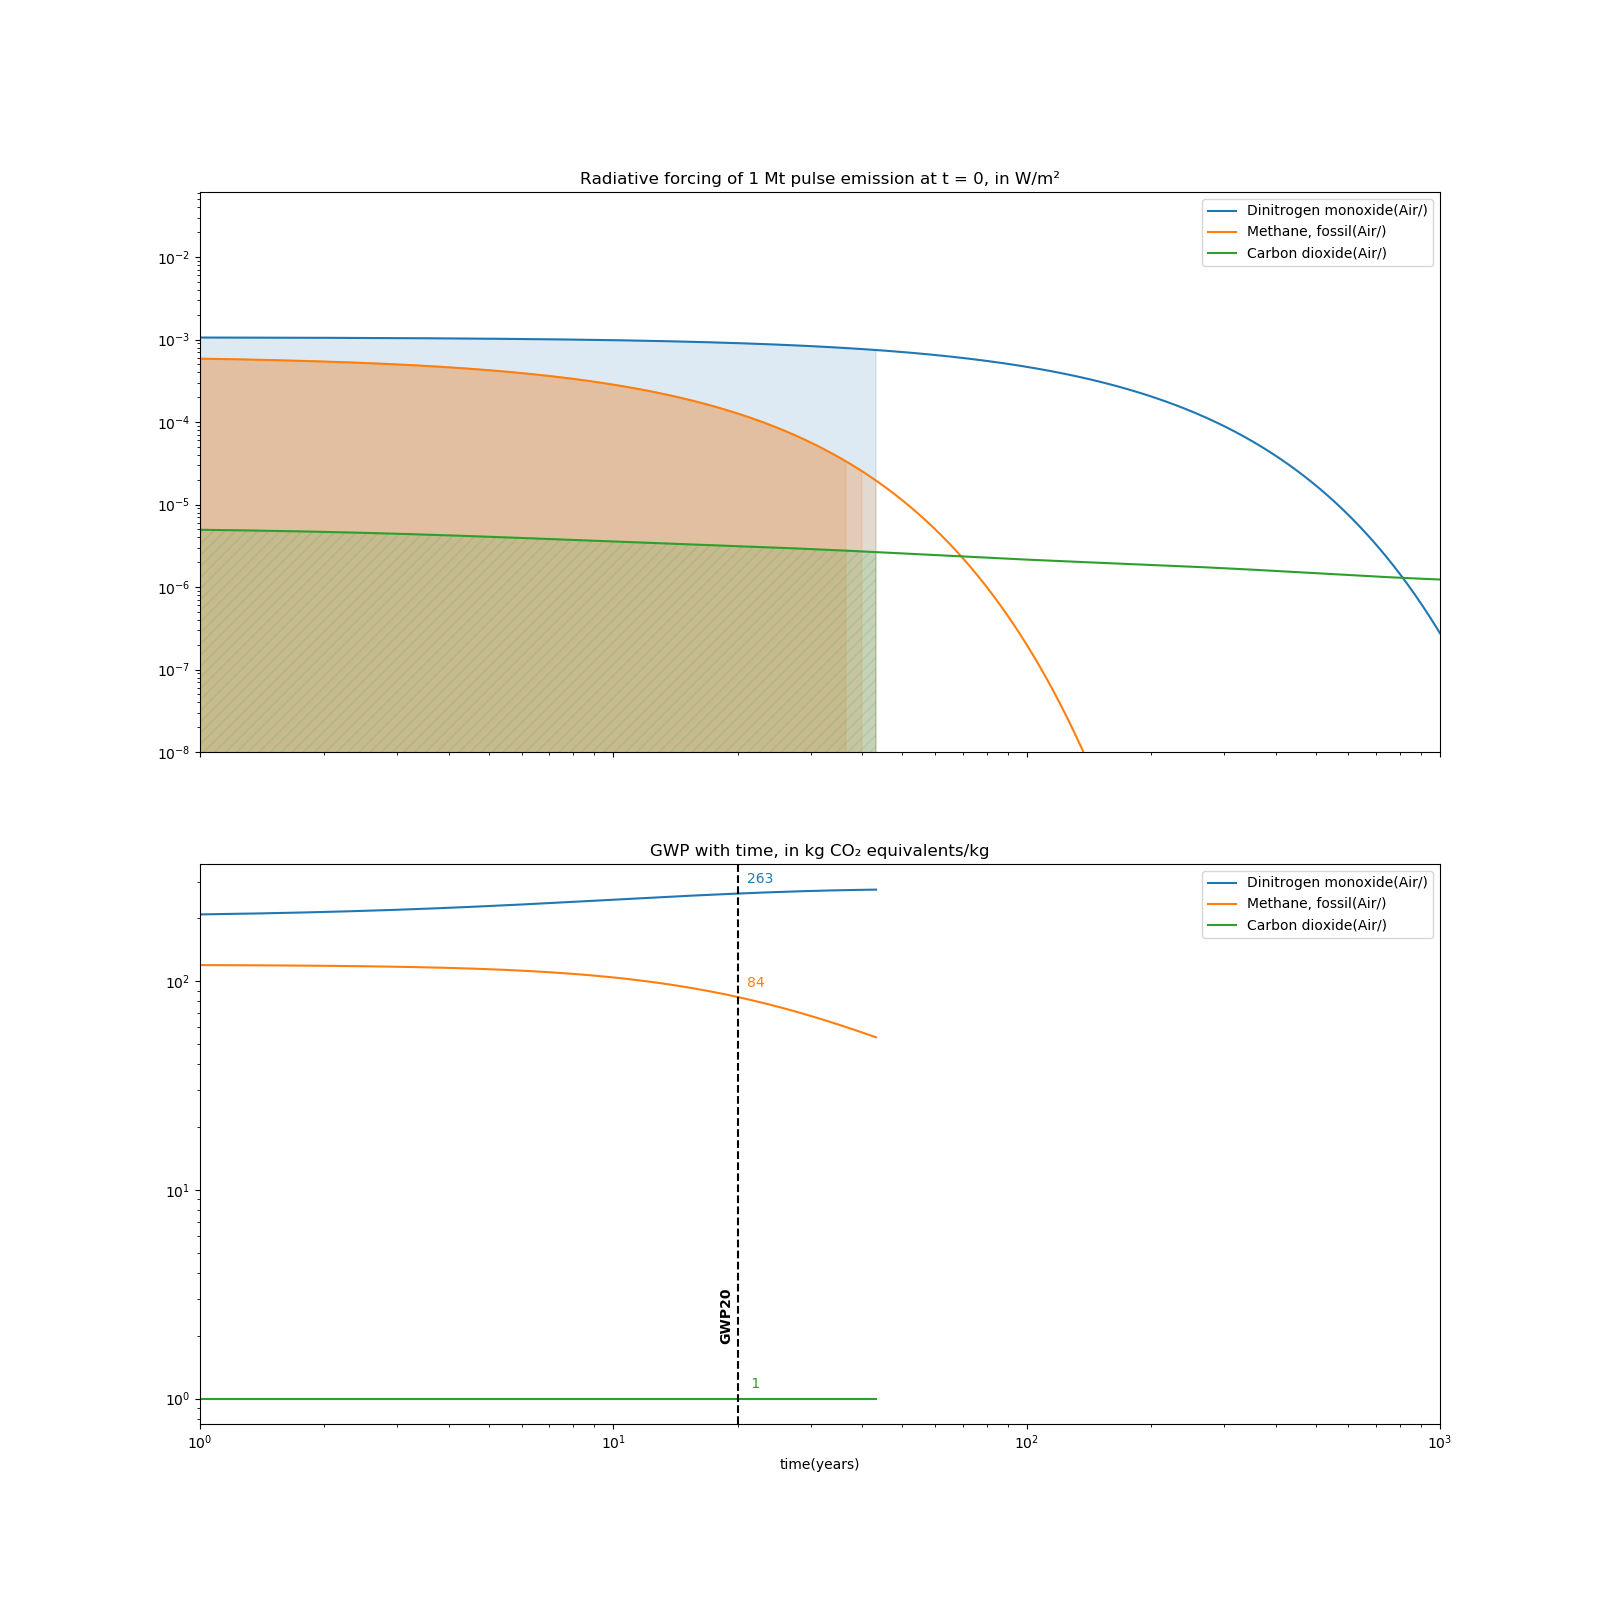 Radiative forcing of 1 Mt pulse emission at t = 0, in W/m²
Dinitrogen monoxide(Air/)
Methane, fossil(Air/)
Carbon dioxide(Air/)
10⁻²
10⁻³
10⁻⁴
10⁻⁵
10⁻⁶
10⁻⁷
10⁻⁸
GWP with time, in kg CO₂ equivalents/kg
Dinitrogen monoxide(Air/)
Methane, fossil(Air/)
Carbon dioxide(Air/)
263
84
1
GWP20
10²
10¹
10⁰
10⁰ 10¹ 10² 10³
time(years)